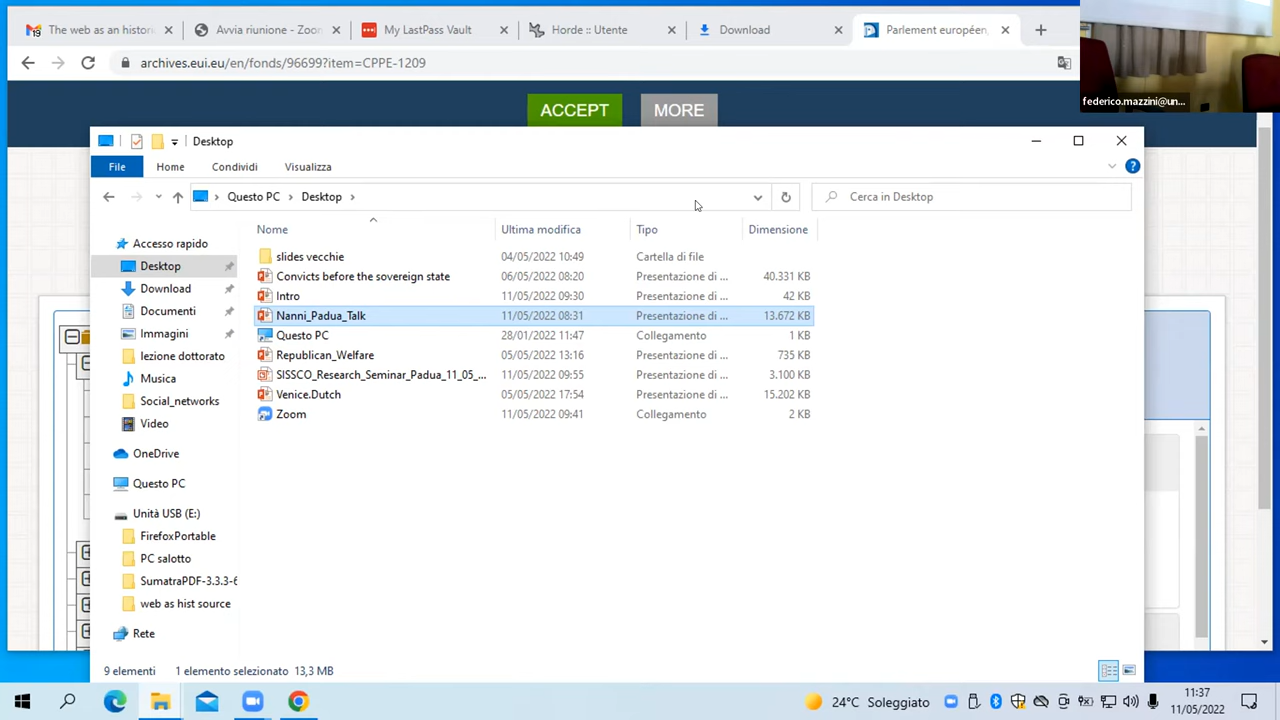 The web as an histor
Avvia riunione - Zoo
My LastPass Vault
Horde :: Utente
Download
Parlement européen,
archives.eui.eu/en/fonds/96699?item=CPPE-1209
federico.mazzini@un...
ACCEPT
MORE
Desktop
File
Home
Condividi
Visualizza
Questo PC
Desktop
Cerca in Desktop
Nome
Ultima modifica
Tipo
Dimensione
Accesso rapido
Desktop
Download
Documenti
Immagini
lezione dottorato
Musica
Social_networks
Video
OneDrive
Questo PC
Unità USB (E:)
FirefoxPortable
PC salotto
SumatraPDF-3.3.3-6
web as hist source
Rete
slides vecchie 04/05/2022 10:49 Cartella di file
Convicts before the sovereign state 06/05/2022 08:20 Presentazione di ... 40.331 KB
Intro 11/05/2022 09:30 Presentazione di ... 42 KB
Nanni_Padua_Talk 11/05/2022 08:31 Presentazione di ... 13.672 KB
Questo PC 28/01/2022 11:47 Collegamento 1 KB
Republican_Welfare 05/05/2022 13:16 Presentazione di ... 735 KB
SISSCO_Research_Seminar_Padua_11_05_... 11/05/2022 09:55 Presentazione di ... 3.100 KB
Venice.Dutch 05/05/2022 17:54 Presentazione di ... 15.202 KB
Zoom 11/05/2022 09:41 Collegamento 2 KB
9 elementi
1 elemento selezionato 13,3 MB
24°C Soleggiato
11:37
11/05/2022